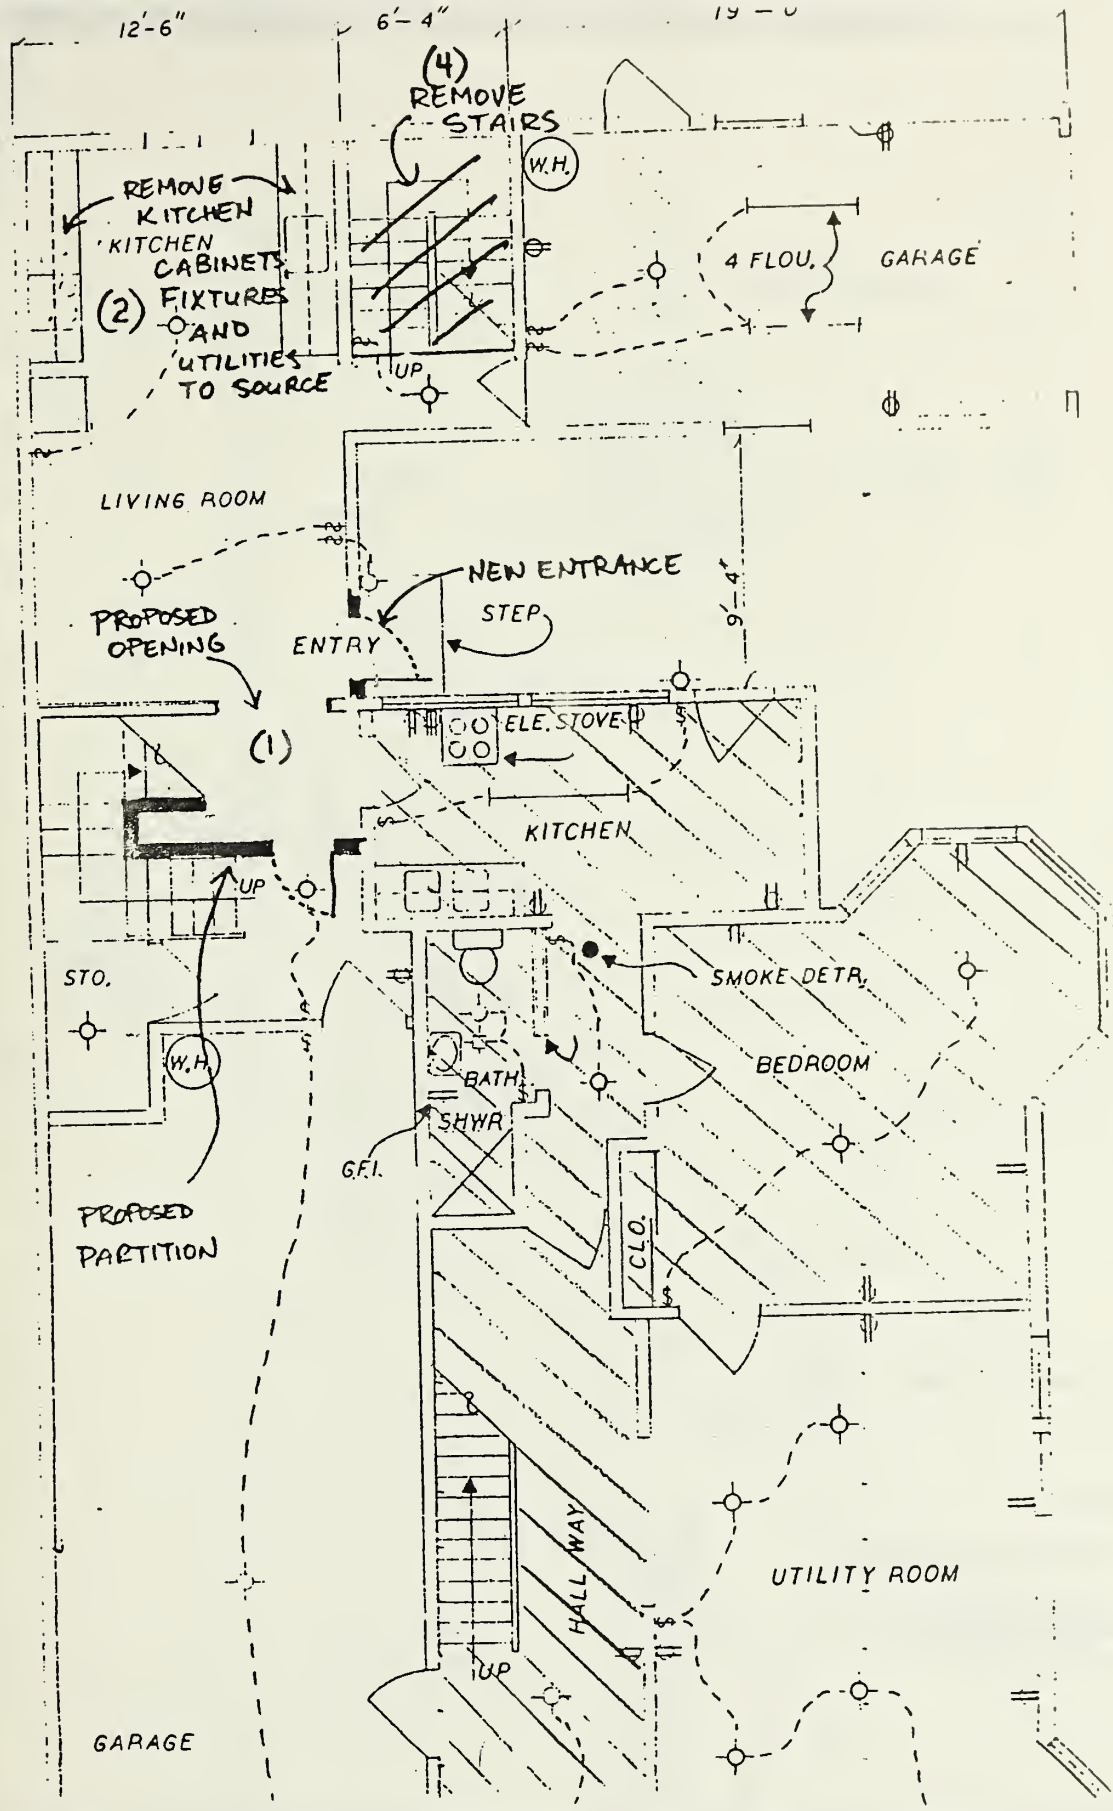 12'-6"
6'-4"
(4)
REMOVE
STAIRS
W.H.
REMOVE
KITCHEN
KITCHEN
CABINETS
(2) FIXTURES
AND
UTILITIES
TO SOURCE
UP
4 FLOU.
GARAGE
LIVING ROOM
NEW ENTRANCE
STEP
9'-4"
PROPOSED
OPENING
ENTRY
(1)
ELE. STOVE
KITCHEN
UP
STO.
SMOKE DETR.
W.H.
BATH
BEDROOM
SHWR
G.F.I.
PROPOSED
PARTITION
CLO.
HALL WAY
UTILITY ROOM
UP
GARAGE